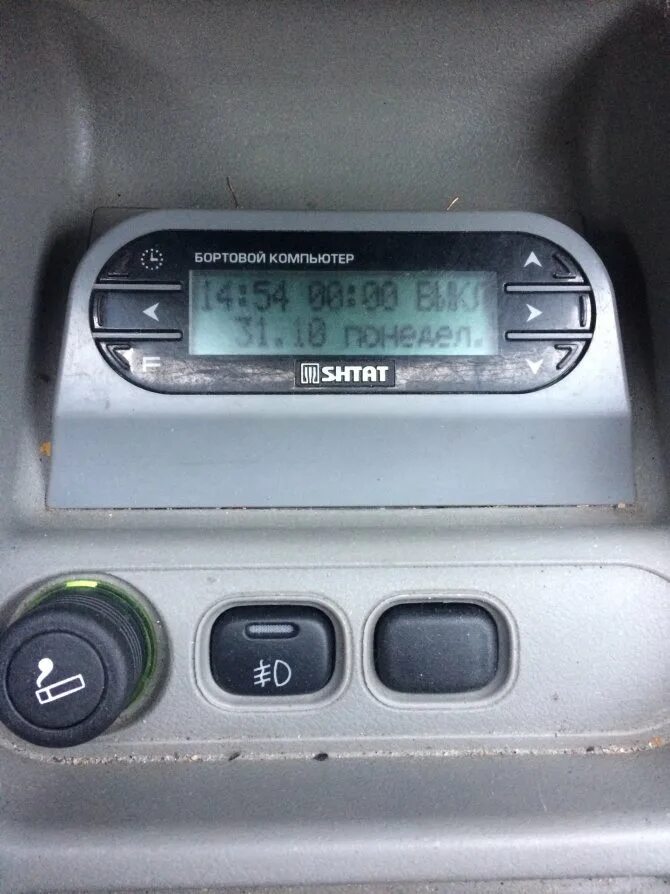 БОРТОВОЙ КОМПЬЮТЕР
14:54 00:00 ВЫКЛ
31.10 понедел.
F
SHTAT